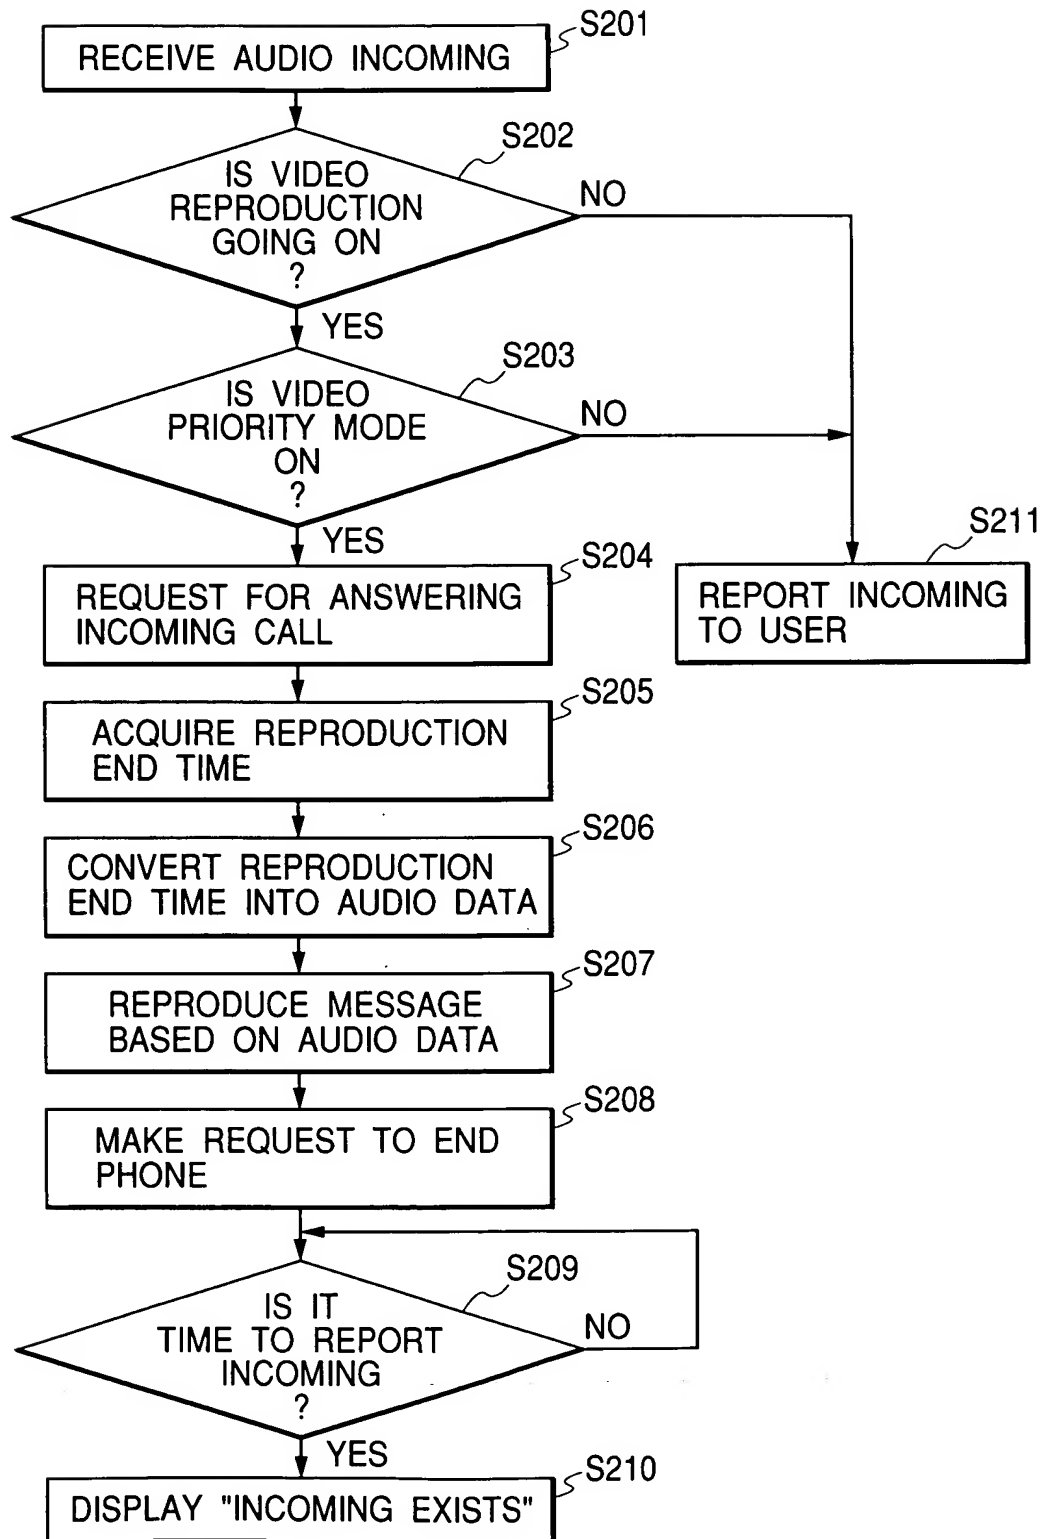 S201
RECEIVE AUDIO INCOMING
S202
IS VIDEO
REPRODUCTION
GOING ON
?
NO
YES
S203
IS VIDEO
PRIORITY MODE
ON
?
NO
YES
S204
REQUEST FOR ANSWERING
INCOMING CALL
S211
REPORT INCOMING
TO USER
S205
ACQUIRE REPRODUCTION
END TIME
S206
CONVERT REPRODUCTION
END TIME INTO AUDIO DATA
S207
REPRODUCE MESSAGE
BASED ON AUDIO DATA
S208
MAKE REQUEST TO END
PHONE
S209
IS IT
TIME TO REPORT
INCOMING
?
NO
YES
S210
DISPLAY "INCOMING EXISTS"